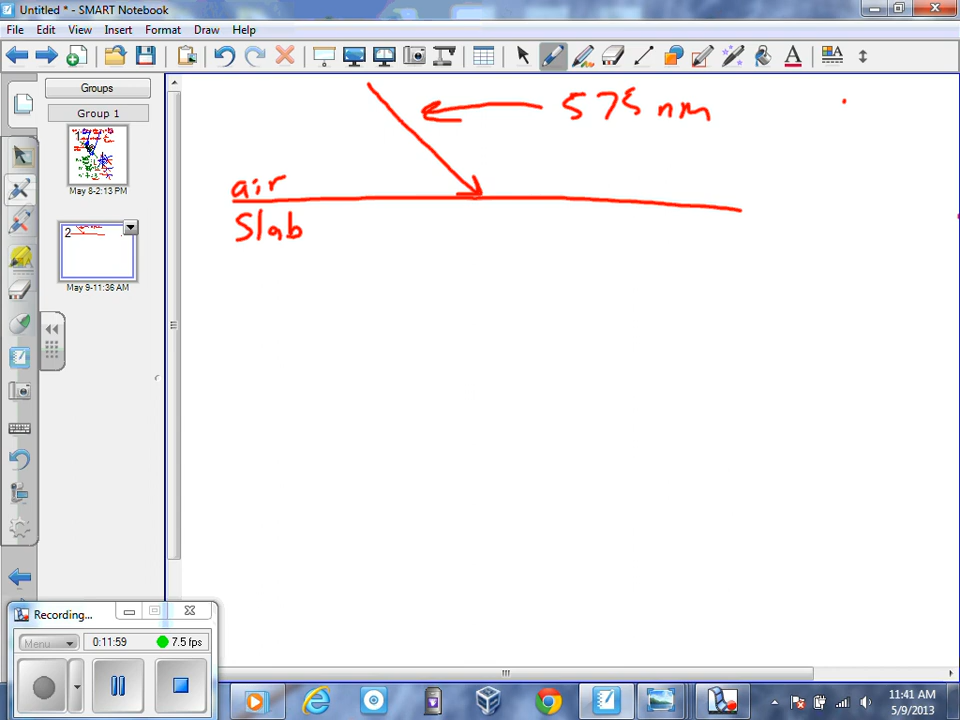 Untitled * - SMART Notebook
File Edit View Insert Format Draw Help
Groups
Group 1
1
May 8-2:13 PM
2
May 9-11:36 AM
575 nm
air
Slab
Recording...
Menu
0:11:59
7.5 fps
11:41 AM
5/9/2013